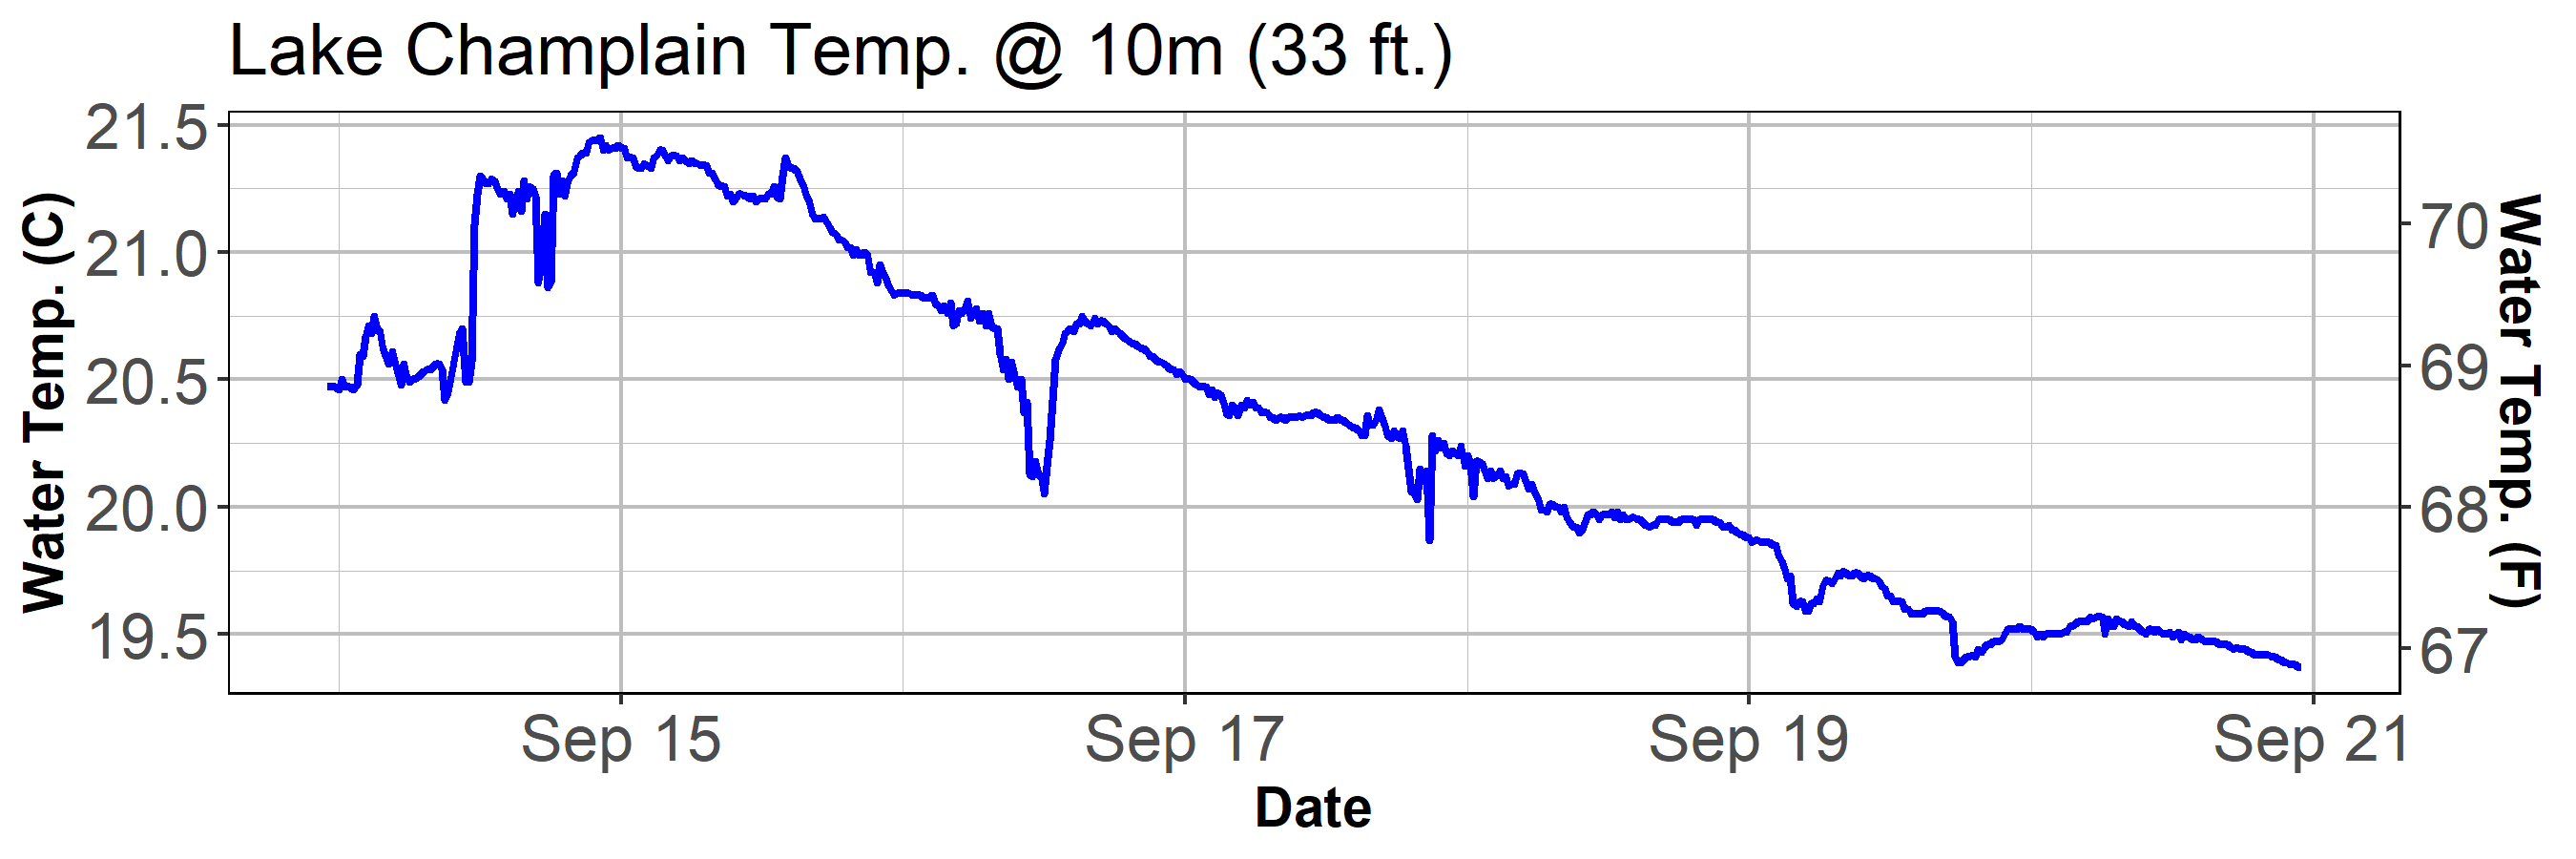 Lake Champlain Temp. @ 10m (33 ft.)
Water Temp. (C)
21.5
21.0
20.5
20.0
19.5
70
69
68
67
Water Temp. (F)
Sep 15 Sep 17 Sep 19 Sep 21
Date